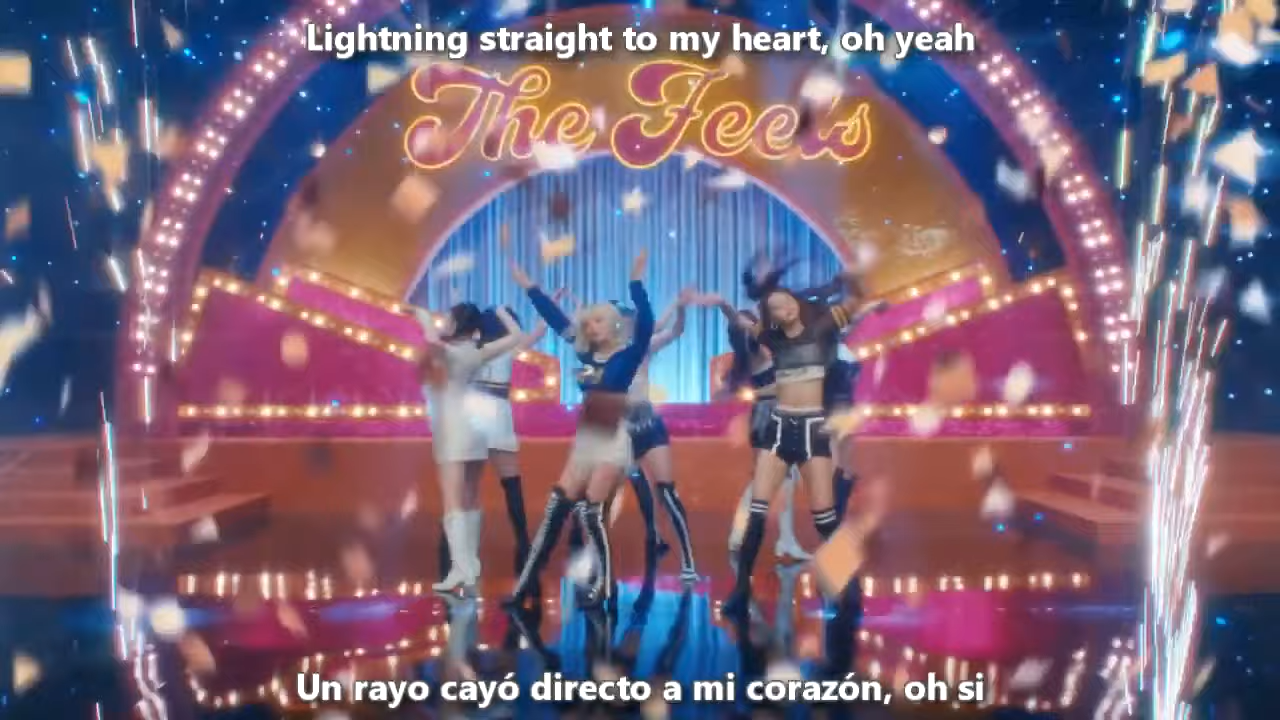 Lightning straight to my heart, oh yeah
The Feels
Un rayo cayó directo a mi corazón, oh si